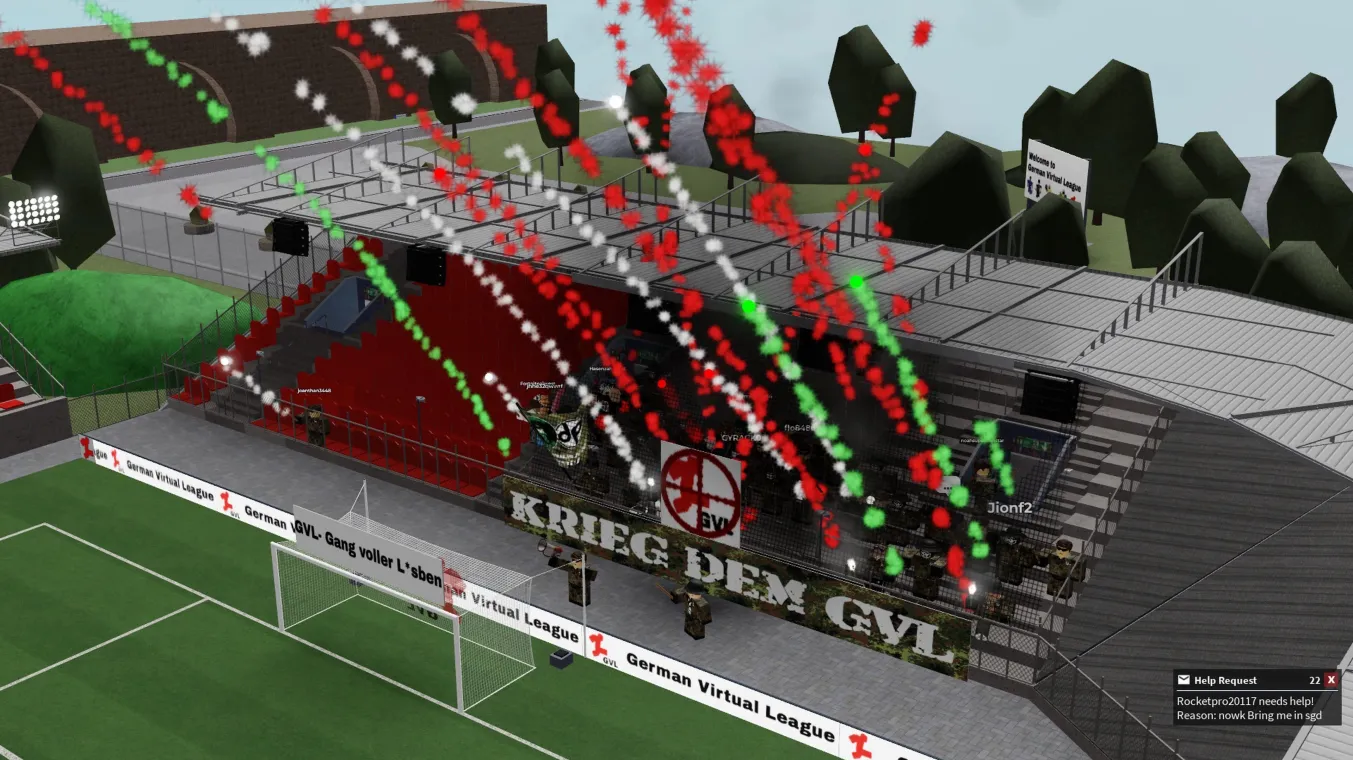 Welcome to
German Virtual League
jeanthan3448
Jionf2
GVL
KRIEG DEM GVL
German Virtual League
GVL
German
GVL- Gang voller L*sben
Virtual League
GVL
German Virtual League
Help Request 22 X
Rocketpro20117 needs help!
Reason: nowk Bring me in sgd